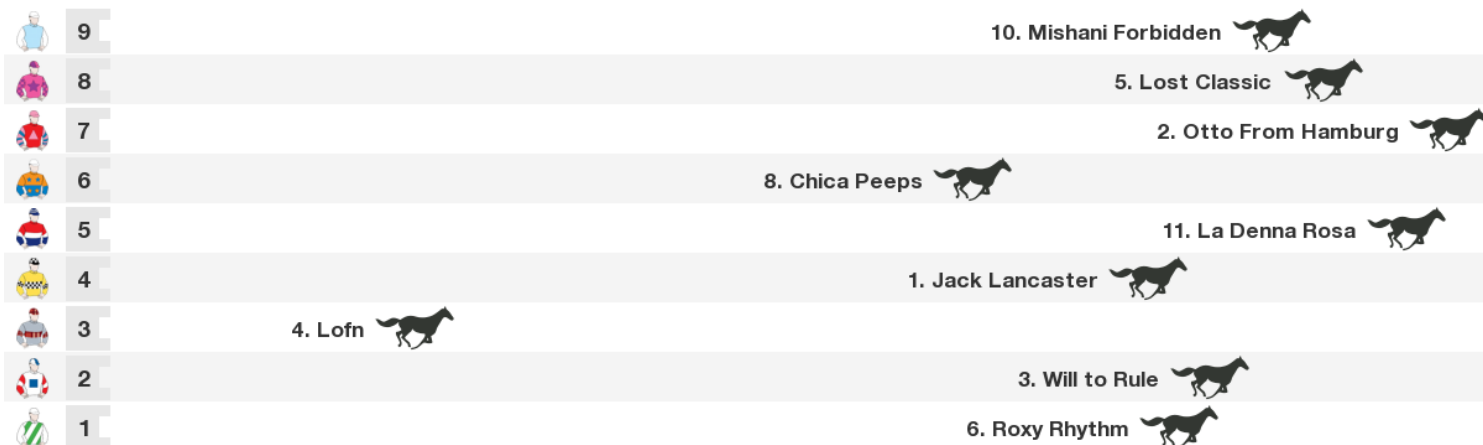 9 10. Mishani Forbidden
8 5. Lost Classic
7 2. Otto From Hamburg
6 8. Chica Peeps
5 11. La Denna Rosa
4 1. Jack Lancaster
3 4. Lofn
2 3. Will to Rule
1 6. Roxy Rhythm